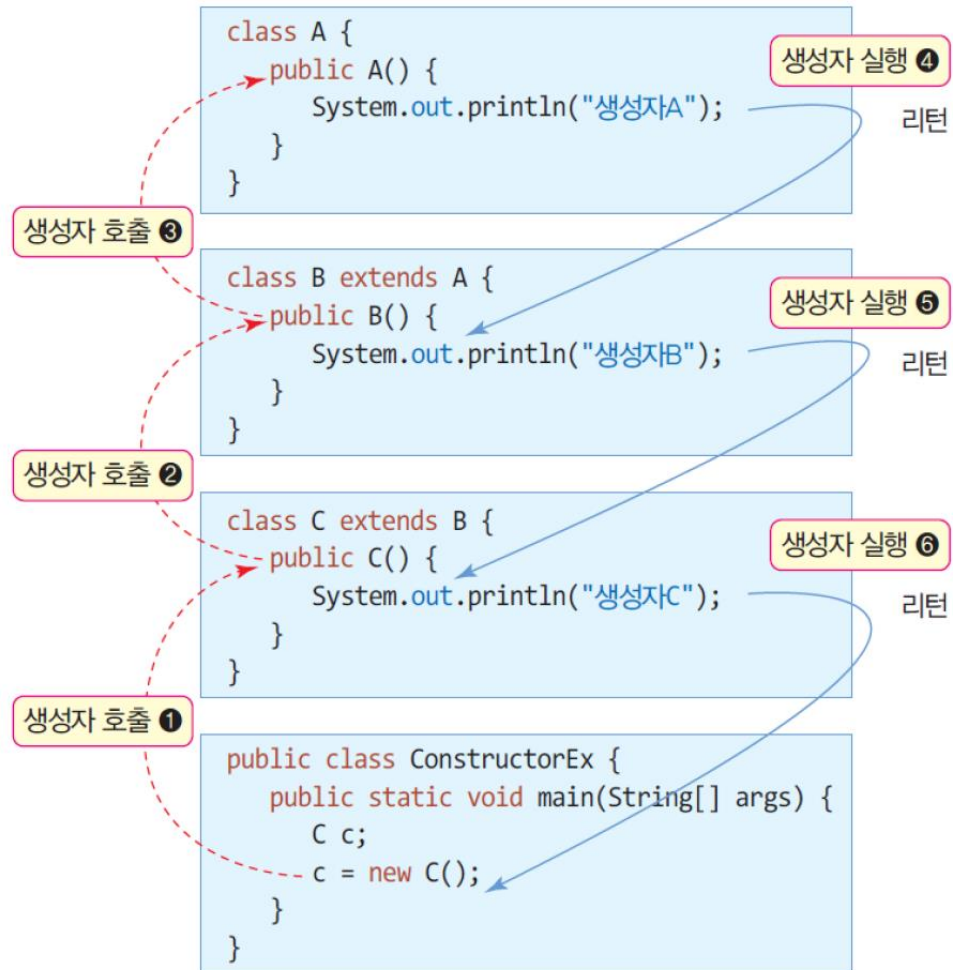 class A {
public A() {
System.out.println("생성자A");
}
}
생성자 실행 ❹
리턴
생성자 호출 ❸
class B extends A {
public B() {
System.out.println("생성자B");
}
}
생성자 실행 ❺
리턴
생성자 호출 ❷
class C extends B {
public C() {
System.out.println("생성자C");
}
}
생성자 실행 ❻
리턴
생성자 호출 ❶
public class ConstructorEx {
public static void main(String[] args) {
C c;
c = new C();
}
}